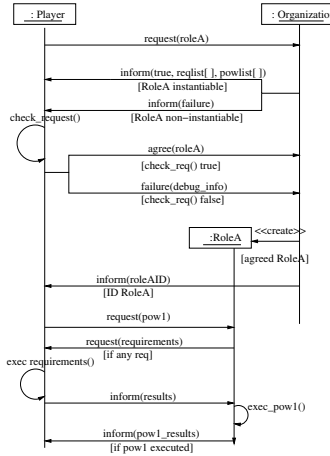 : Player
: Organization
request(roleA)
inform(true, reqlist[ ], powlist[ ])
[RoleA instantiable]
inform(failure)
[RoleA non-instantiable]
check_request()
agree(roleA)
[check_req() true]
failure(debug_info)
[check_req() false]
<<create>>
:RoleA
[agreed RoleA]
inform(roleAID)
[ID RoleA]
request(pow1)
request(requirements)
[if any req]
exec requirements()
inform(results)
exec_pow1()
inform(pow1_results)
[if pow1 executed]